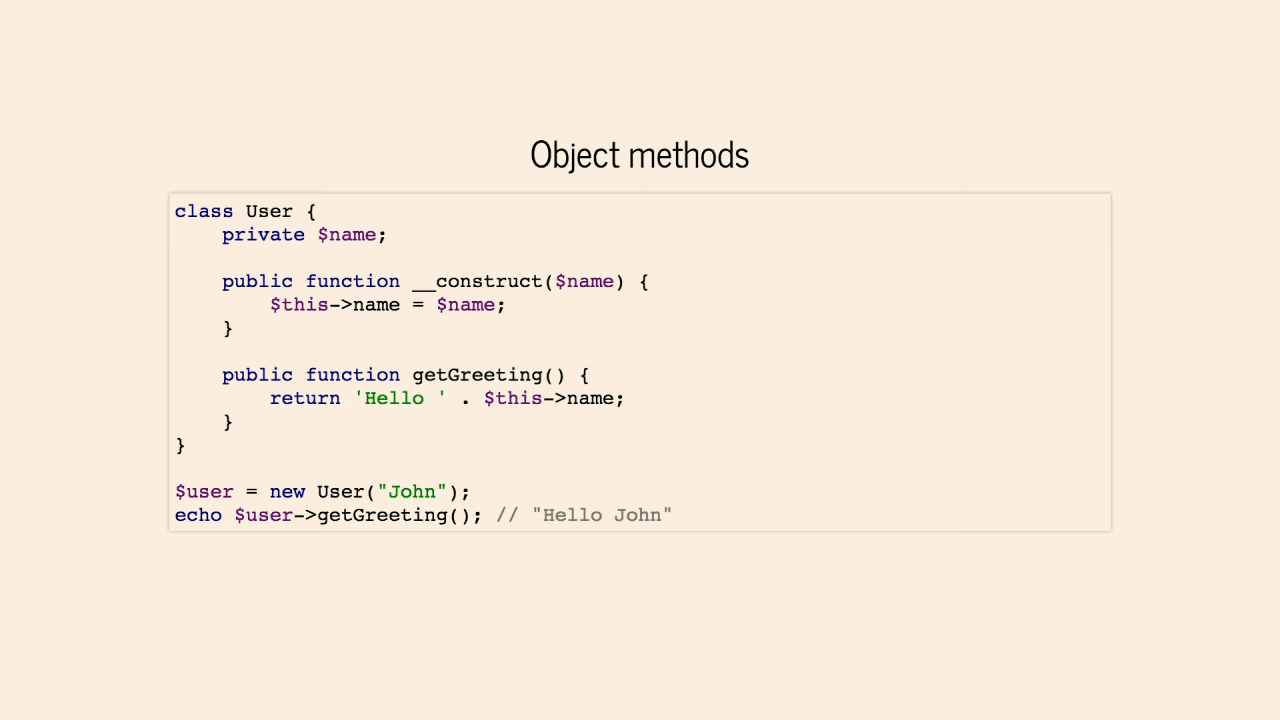 Object methods
class User {
    private $name;
    public function __construct($name) {
        $this->name = $name;
    }
    public function getGreeting() {
        return 'Hello ' . $this->name;
    }
}
$user = new User("John");
echo $user->getGreeting(); // "Hello John"